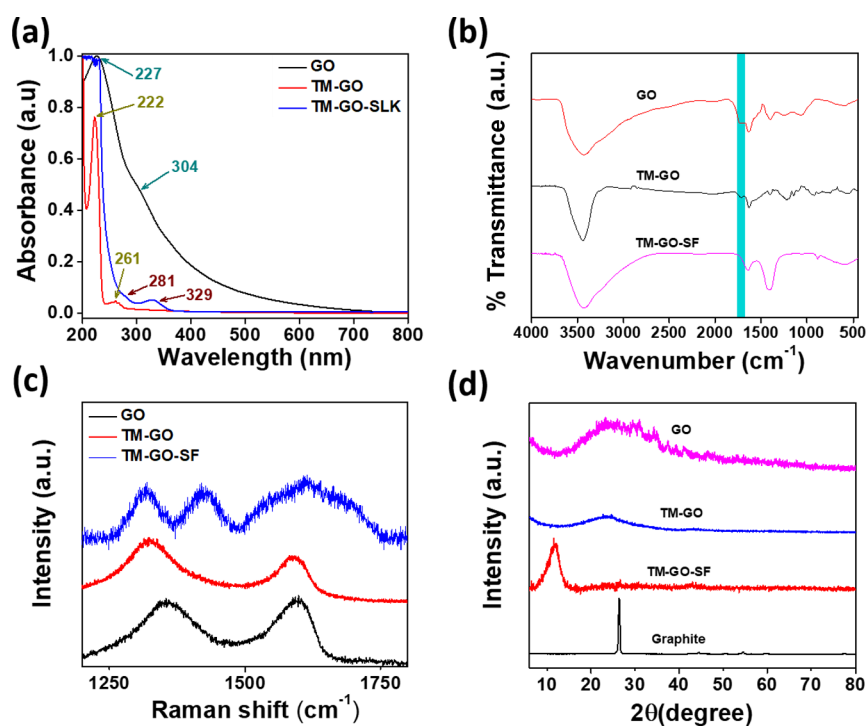 (a)
GO
TM-GO
TM-GO-SLK
227
222
304
261
281
329
1.0
0.8
0.6
0.4
0.2
0.0
200 300 400 500 600 700 800
Absorbance (a.u)
Wavelength (nm)
(b)
GO
TM-GO
TM-GO-SF
4000 3500 3000 2500 2000 1500 1000 450
% Transmittance (a.u.)
Wavenumber (cm⁻¹)
(c)
GO
TM-GO
TM-GO-SF
1250 1500 1750
Intensity (a.u.)
Raman shift (cm⁻¹)
(d)
GO
TM-GO
TM-GO-SF
Graphite
10 20 30 40 50 60 70 80
Intensity (a.u.)
2θ(degree)